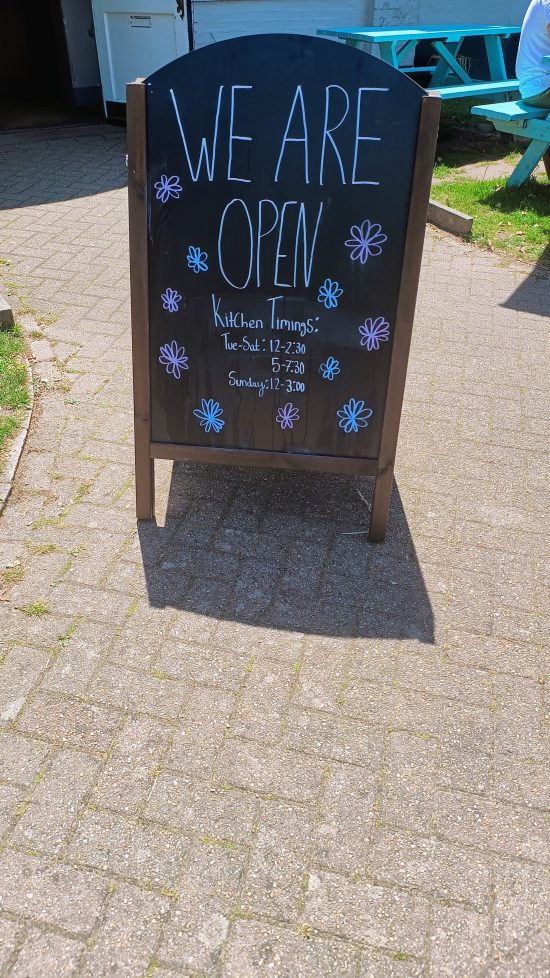 WE ARE
OPEN
Kitchen Timings:
Tue-Sat: 12-2:30
5-7:30
Sunday: 12-3:00